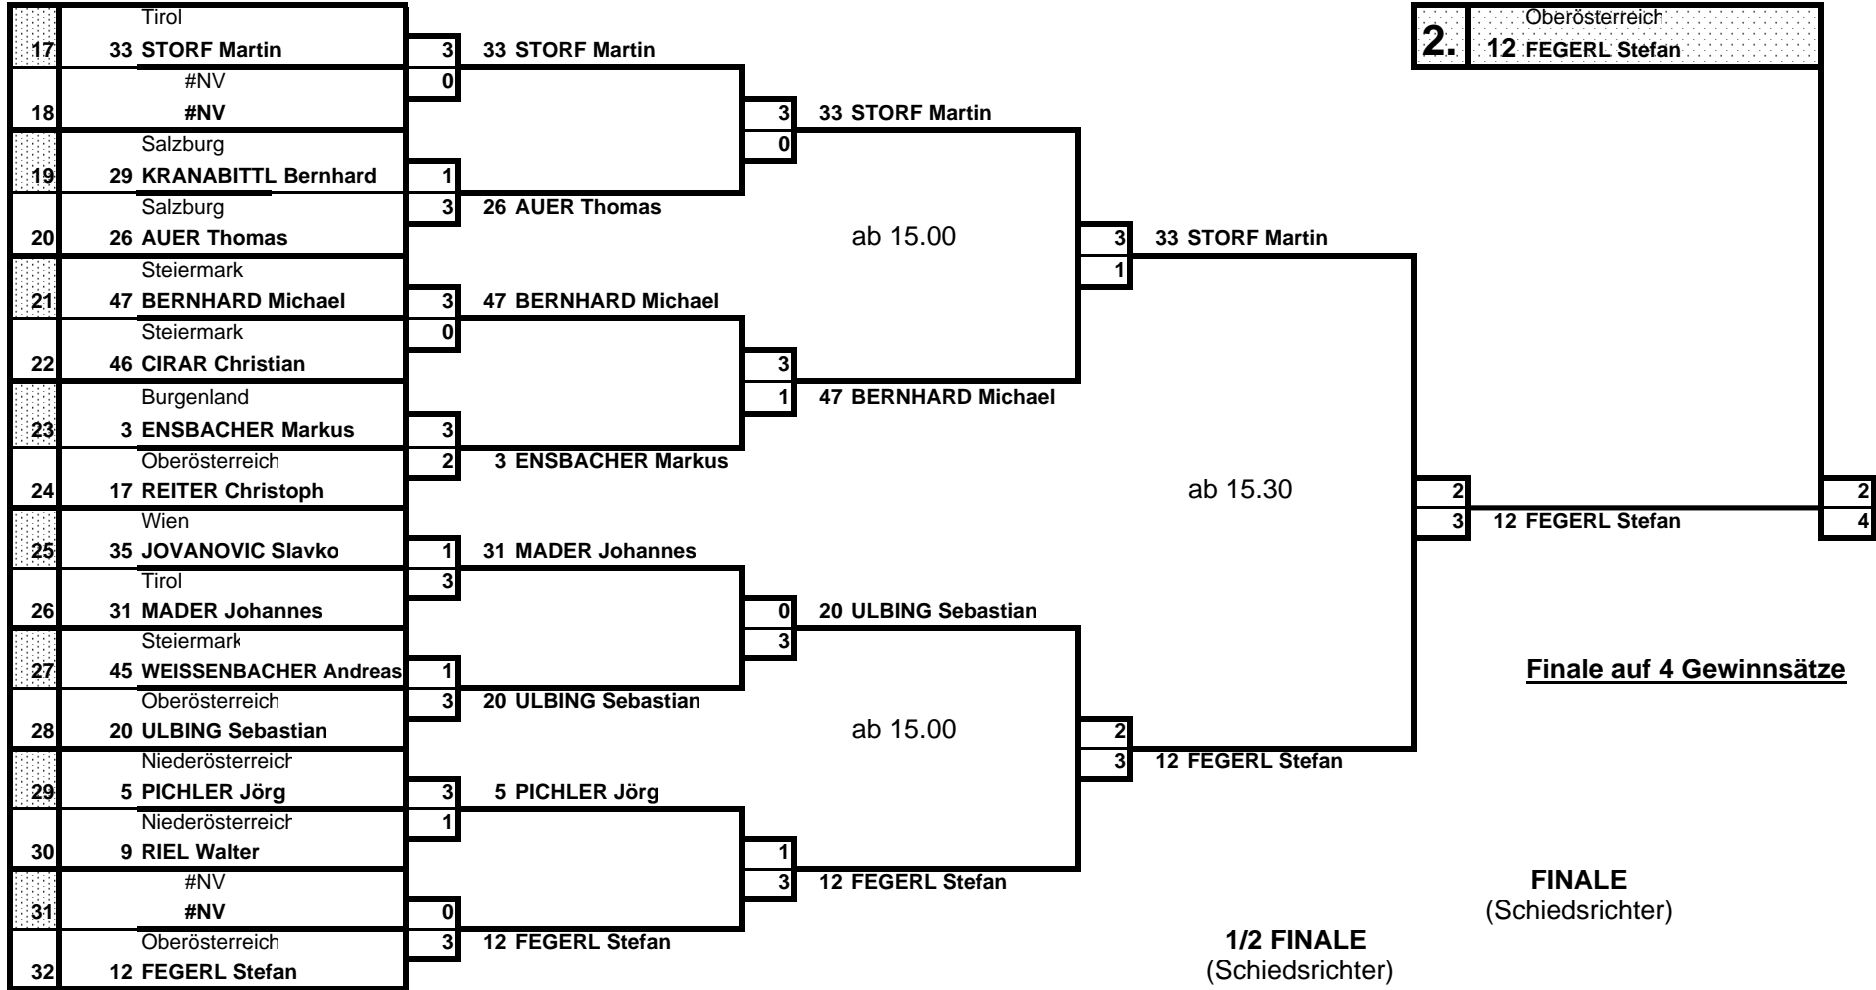 Tirol
17 33 STORF Martin 3 33 STORF Martin
#NV 0
18 #NV 3 33 STORF Martin
Salzburg 0
19 29 KRANABITTL Bernhard 1
Salzburg 3 26 AUER Thomas
20 26 AUER Thomas ab 15.00 3 33 STORF Martin
Steiermark 1
21 47 BERNHARD Michael 3 47 BERNHARD Michael
Steiermark 0
22 46 CIRAR Christian 3
Burgenland 1 47 BERNHARD Michael
23 3 ENSBACHER Markus 3
Oberösterreich 2 3 ENSBACHER Markus
24 17 REITER Christoph ab 15.30 2 2
Wien 3 12 FEGERL Stefan 4
25 35 JOVANOVIC Slavko 1 31 MADER Johannes
Tirol 3
26 31 MADER Johannes 0 20 ULBING Sebastian
Steiermark 3
27 45 WEISSENBACHER Andreas 1 Finale auf 4 Gewinnsätze
Oberösterreich 3 20 ULBING Sebastian
28 20 ULBING Sebastian ab 15.00 2
Niederösterreich 3 12 FEGERL Stefan
29 5 PICHLER Jörg 3 5 PICHLER Jörg
Niederösterreich 1
30 9 RIEL Walter 1
#NV 3 12 FEGERL Stefan FINALE
31 #NV 0 (Schiedsrichter)
Oberösterreich 3 12 FEGERL Stefan 1/2 FINALE
32 12 FEGERL Stefan (Schiedsrichter)
Oberösterreich
2. 12 FEGERL Stefan